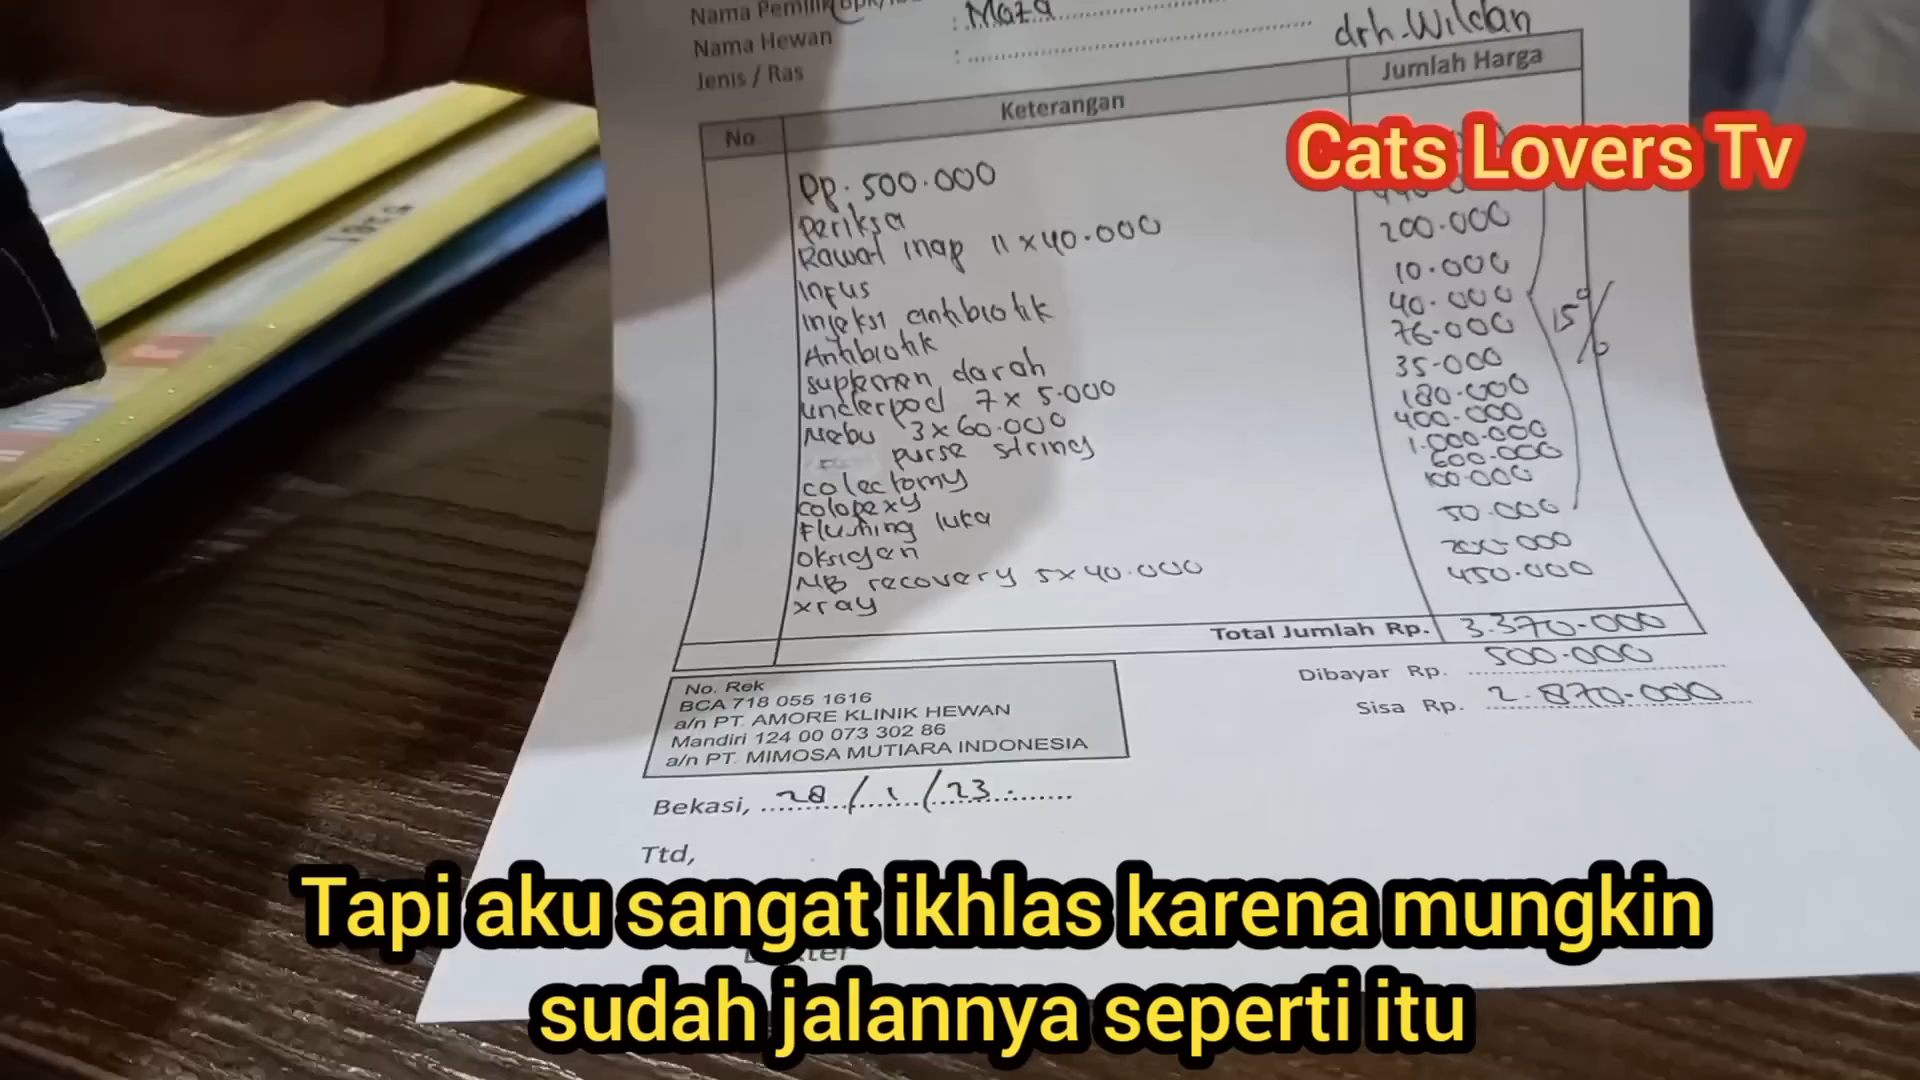 Nama Pemilik
: Maza
Nama Hewan
drh. Wildan
Jenis / Ras :
No Keterangan Jumlah Harga
Cats Lovers Tv
Dp. 500.000
Periksa
Rawat inap 11 x 40.000
200.000
Infus
10.000
Injeksi antibiotik
40.000
Antibiotik
76.000
suplemen darah
35.000
underpad 7 x 5.000
180.000
Nebu 3 x 60.000
400.000
purse string
1.000.000
colectomy
600.000
colopexy
100.000
Flushing luka
50.000
Oksigen
200.000
MB recovery 5 x 40.000
450.000
xray
15%
Total Jumlah Rp. 3.370.000
Dibayar Rp. 500.000
Sisa Rp. 2.870.000
No. Rek
BCA 718 055 1616
a/n PT. AMORE KLINIK HEWAN
Mandiri 124 00 073 302 86
a/n PT. MIMOSA MUTIARA INDONESIA
Bekasi, 28/1/23.
Ttd,
Tapi aku sangat ikhlas karena mungkin
sudah jalannya seperti itu